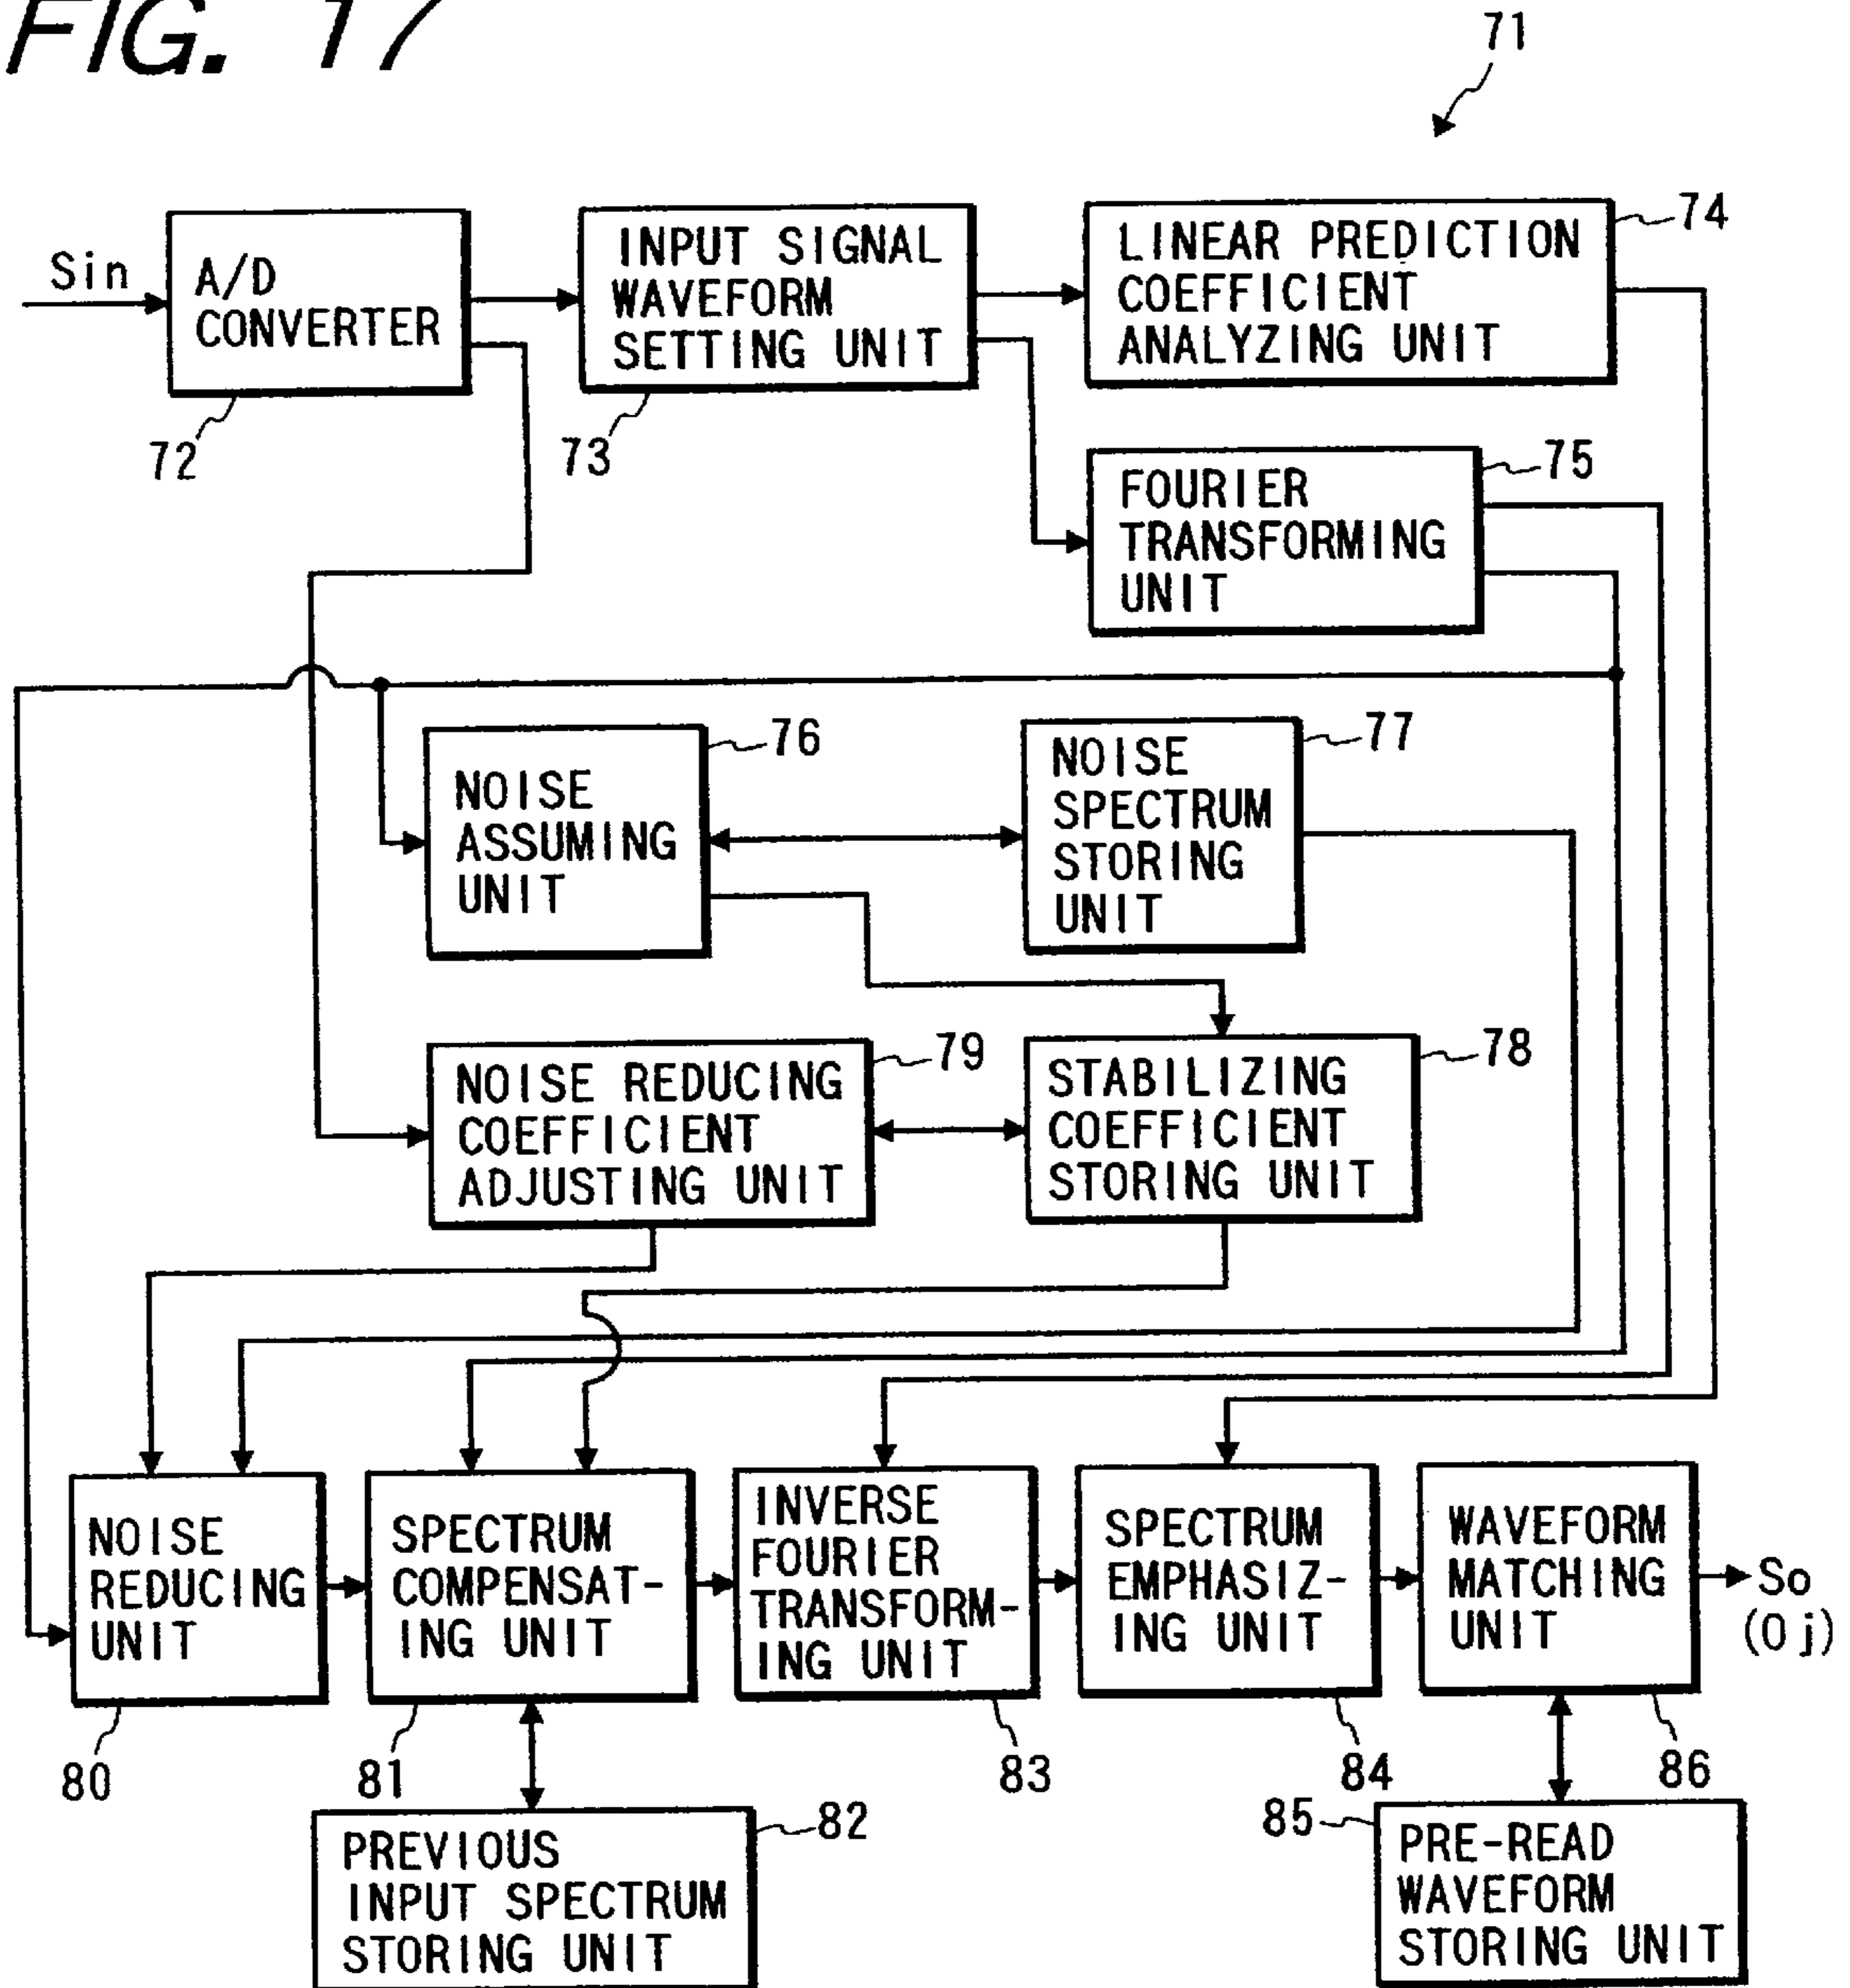 FIG. 17
71
Sin
A/D
CONVERTER
72
INPUT SIGNAL
WAVEFORM
SETTING UNIT
73
LINEAR PREDICTION
COEFFICIENT
ANALYZING UNIT
74
FOURIER
TRANSFORMING
UNIT
75
NOISE
ASSUMING
UNIT
76
NOISE
SPECTRUM
STORING
UNIT
77
NOISE REDUCING
COEFFICIENT
ADJUSTING UNIT
79
STABILIZING
COEFFICIENT
STORING UNIT
78
NOISE
REDUCING
UNIT
80
SPECTRUM
COMPENSAT-
ING UNIT
81
INVERSE
FOURIER
TRANSFORM-
ING UNIT
83
SPECTRUM
EMPHASIZ-
ING UNIT
84
WAVEFORM
MATCHING
UNIT
86
So
(Oj)
PREVIOUS
INPUT SPECTRUM
STORING UNIT
82
85
PRE-READ
WAVEFORM
STORING UNIT